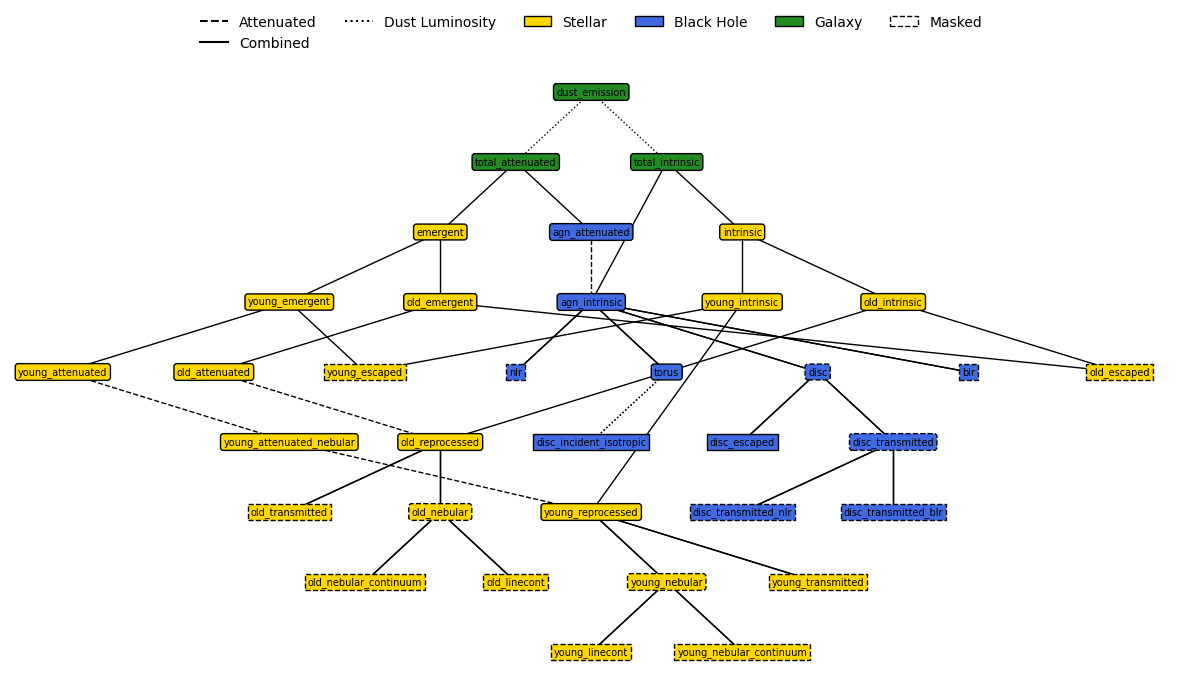 Attenuated Dust Luminosity Stellar Black Hole Galaxy Masked
Combined
dust_emission
total_attenuated total_intrinsic
emergent agn_attenuated intrinsic
young_emergent old_emergent agn_intrinsic young_intrinsic old_intrinsic
young_attenuated old_attenuated young_escaped nlr torus disc blr old_escaped
young_attenuated_nebular old_reprocessed disc_incident_isotropic disc_escaped disc_transmitted
old_transmitted old_nebular young_reprocessed disc_transmitted_nlr disc_transmitted_blr
old_nebular_continuum old_linecont young_nebular young_transmitted
young_linecont young_nebular_continuum